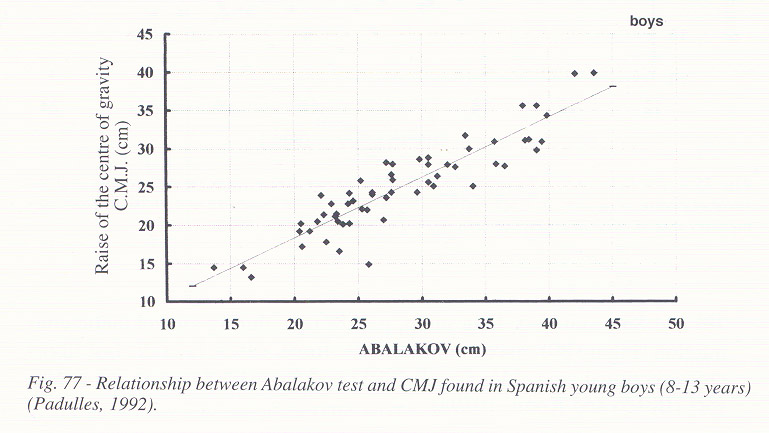 boys
Raise of the centre of gravity
C.M.J. (cm)
45
40
35
30
25
20
15
10
10 15 20 25 30 35 40 45 50
ABALAKOV (cm)
Fig. 77 - Relationship between Abalakov test and CMJ found in Spanish young boys (8-13 years)
(Padulles, 1992).